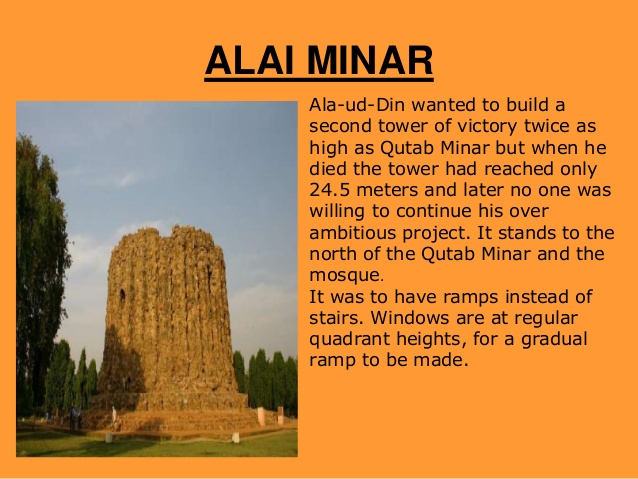 ALAI MINAR
Ala-ud-Din wanted to build a
second tower of victory twice as
high as Qutab Minar but when he
died the tower had reached only
24.5 meters and later no one was
willing to continue his over
ambitious project. It stands to the
north of the Qutab Minar and the
mosque.
It was to have ramps instead of
stairs. Windows are at regular
quadrant heights, for a gradual
ramp to be made.